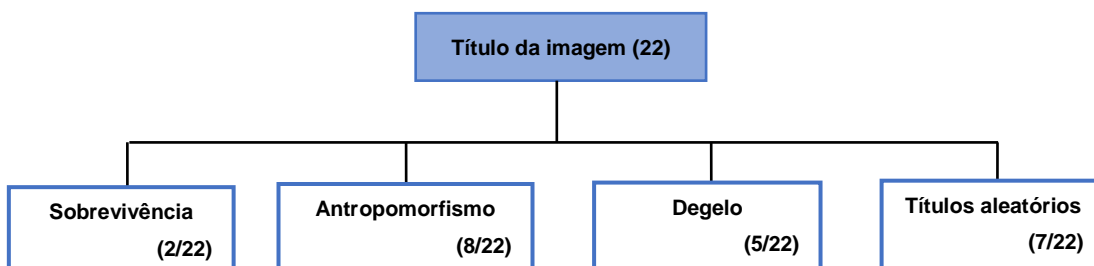 Título da imagem (22)
Sobrevivência
(2/22)
Antropomorfismo
(8/22)
Degelo
(5/22)
Títulos aleatórios
(7/22)